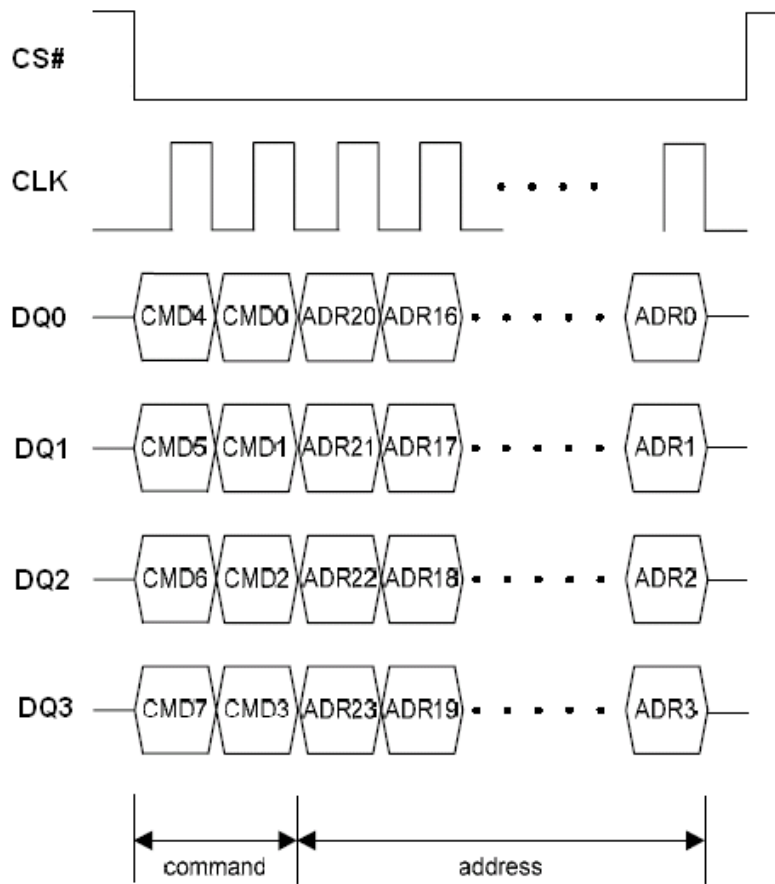 CS#
CLK
DQ0 CMD4 CMD0 ADR20 ADR16 ADR0
DQ1 CMD5 CMD1 ADR21 ADR17 ADR1
DQ2 CMD6 CMD2 ADR22 ADR18 ADR2
DQ3 CMD7 CMD3 ADR23 ADR19 ADR3
command address